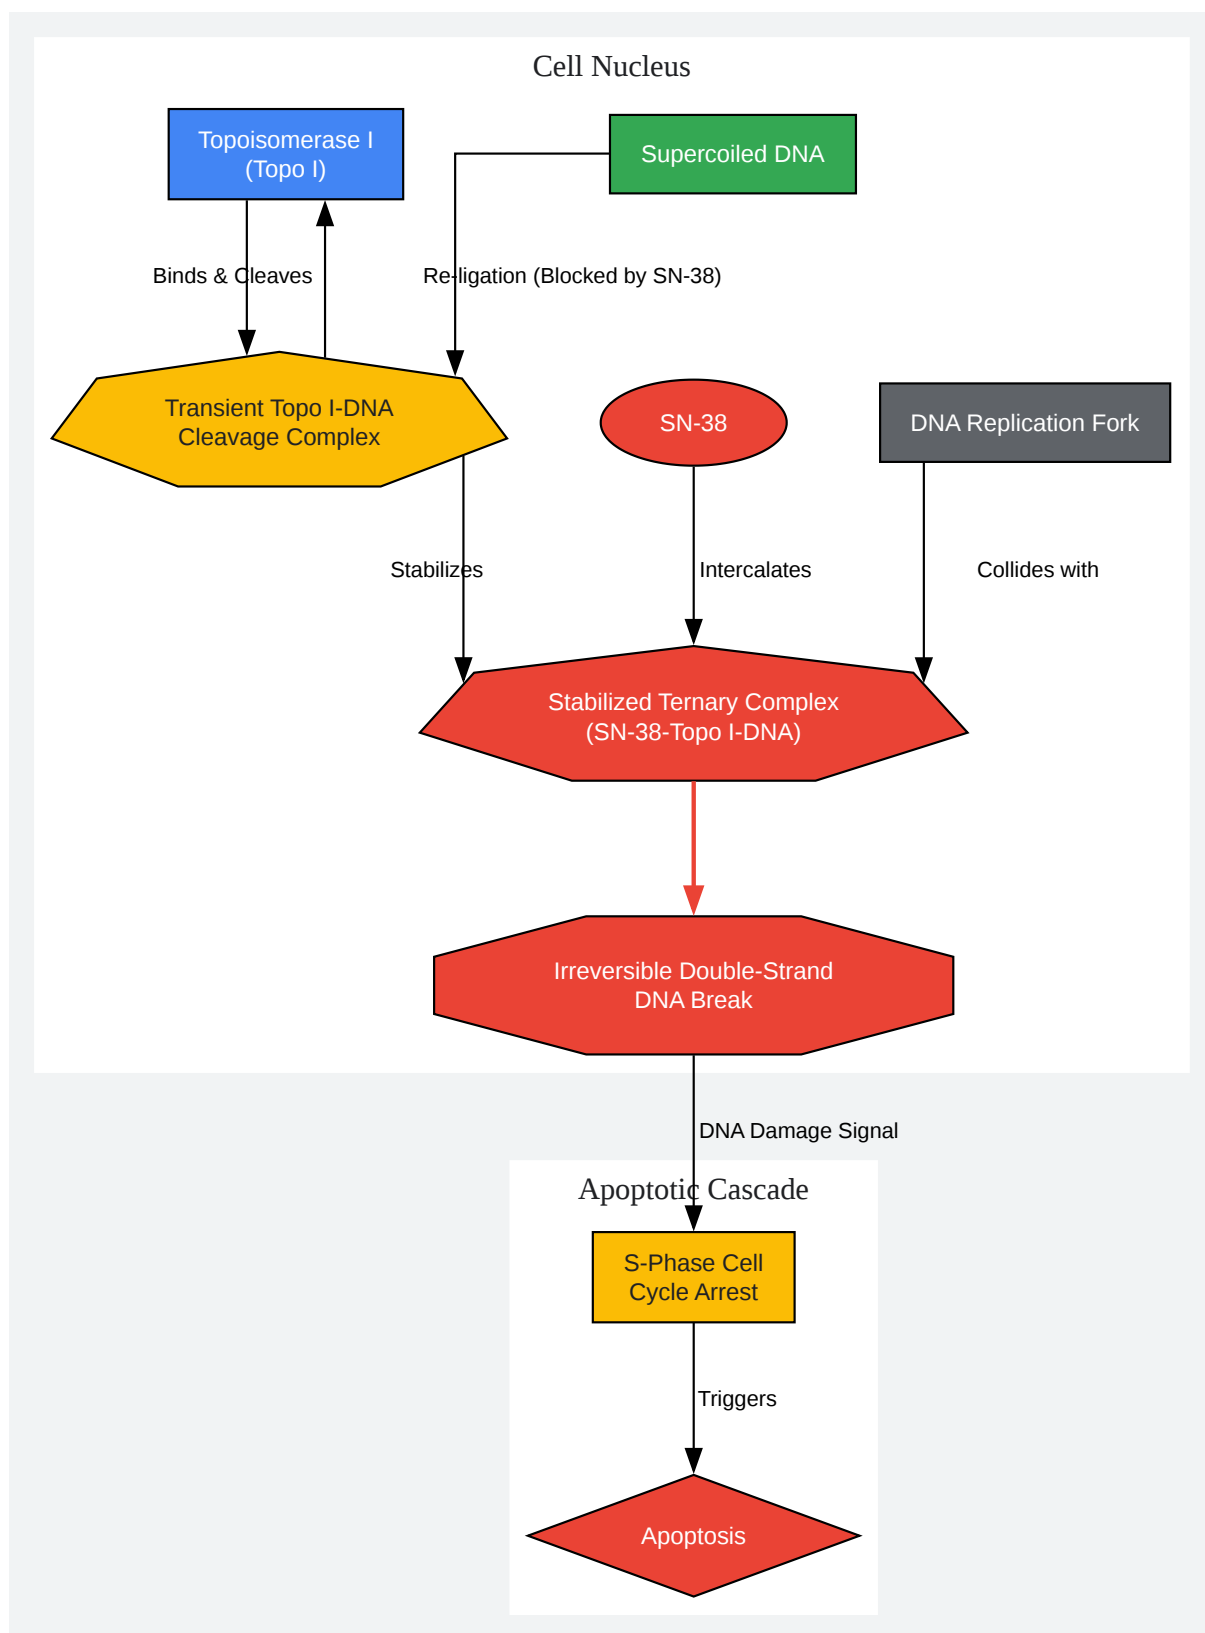 Cell Nucleus
Topoisomerase I
(Topo I)
Supercoiled DNA
Binds & Cleaves
Re-ligation (Blocked by SN-38)
Transient Topo I-DNA
Cleavage Complex
SN-38
DNA Replication Fork
Stabilizes
Intercalates
Collides with
Stabilized Ternary Complex
(SN-38-Topo I-DNA)
Irreversible Double-Strand
DNA Break
DNA Damage Signal
Apoptotic Cascade
S-Phase Cell
Cycle Arrest
Triggers
Apoptosis